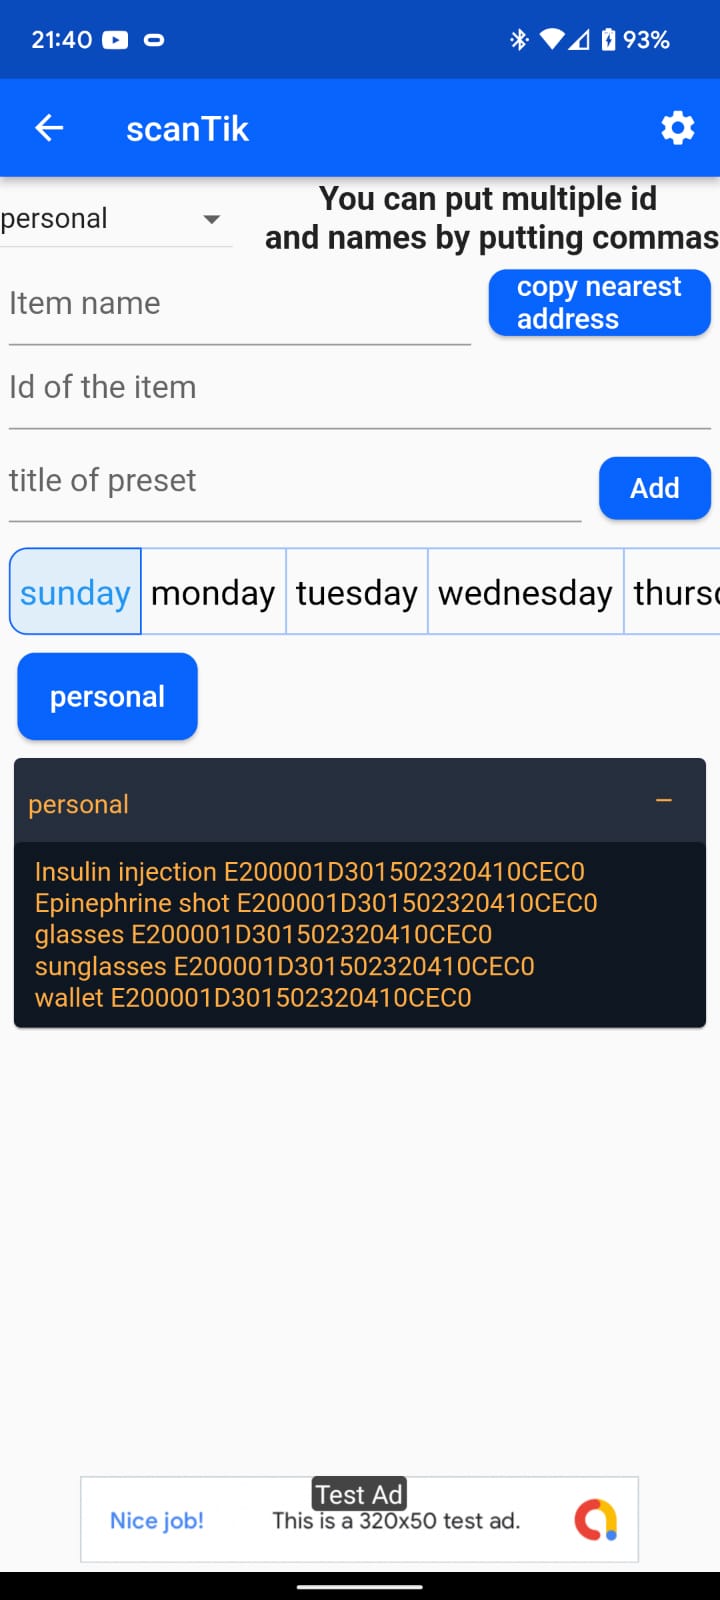 21:40 93%
scanTik
personal
You can put multiple id
and names by putting commas
Item name
copy nearest
address
Id of the item
title of preset
Add
sunday monday tuesday wednesday thursd
personal
personal
Insulin injection E200001D301502320410CEC0
Epinephrine shot E200001D301502320410CEC0
glasses E200001D301502320410CEC0
sunglasses E200001D301502320410CEC0
wallet E200001D301502320410CEC0
Test Ad
Nice job! This is a 320x50 test ad.